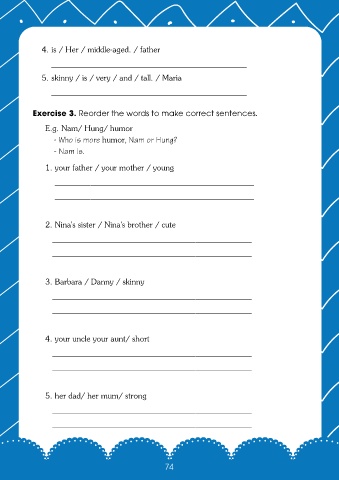 4. is / Her / middle-aged. / father
5. skinny / is / very / and / tall. / Maria
Exercise 3. Reorder the words to make correct sentences.
E.g. Nam/ Hung/ humor
- Who is more humor, Nam or Hung?
- Nam is.
1. your father / your mother / young
2. Nina's sister / Nina's brother / cute
3. Barbara / Danny / skinny
4. your uncle your aunt/ short
5. her dad/ her mum/ strong
74